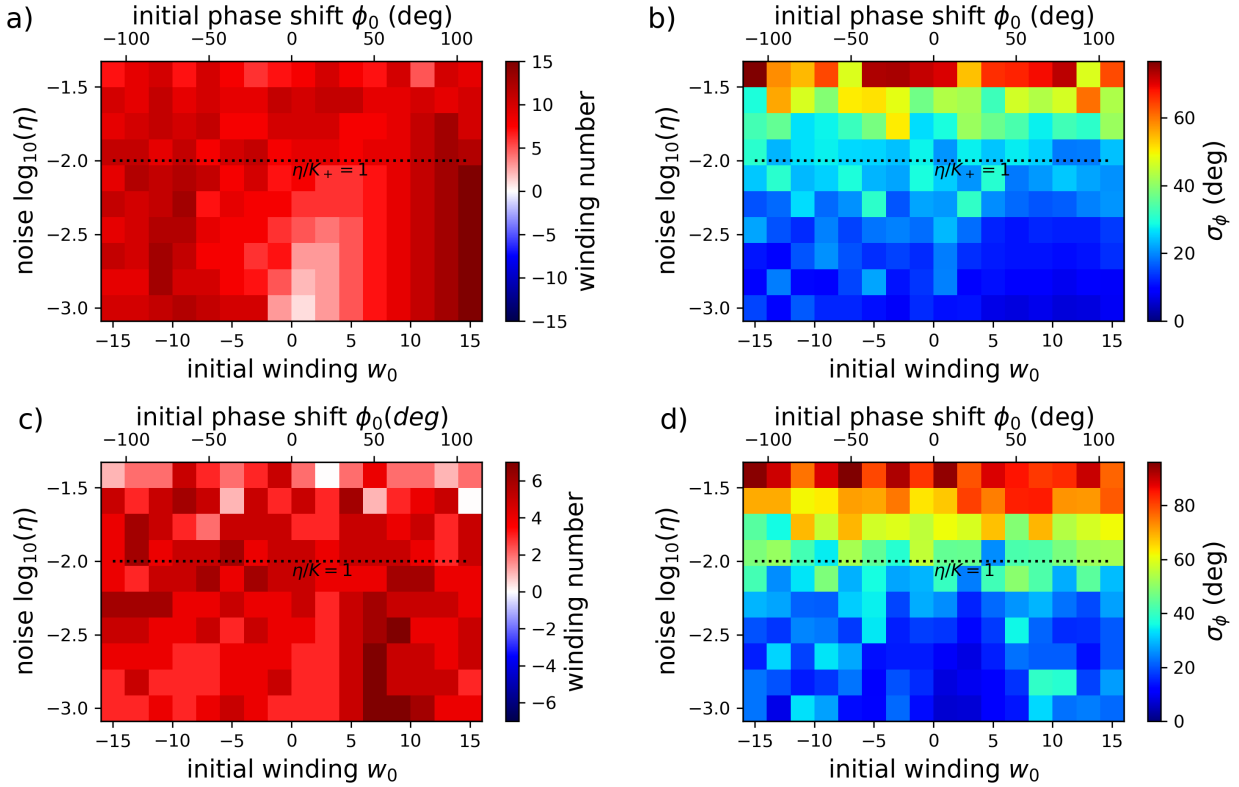 a)
initial phase shift ϕ₀ (deg)
−100 −50 0 50 100
noise log₁₀(η)
−1.5
−2.0
−2.5
−3.0
η/K₊ = 1
−15 −10 −5 0 5 10 15
initial winding w₀
15
10
5
0
−5
−10
−15
winding number
b)
initial phase shift ϕ₀ (deg)
−100 −50 0 50 100
noise log₁₀(η)
−1.5
−2.0
−2.5
−3.0
η/K₊ = 1
−15 −10 −5 0 5 10 15
initial winding w₀
60
40
20
0
σ_ϕ (deg)
c)
initial phase shift ϕ₀(deg)
−100 −50 0 50 100
noise log₁₀(η)
−1.5
−2.0
−2.5
−3.0
η/K = 1
−15 −10 −5 0 5 10 15
initial winding w₀
6
4
2
0
−2
−4
−6
winding number
d)
initial phase shift ϕ₀ (deg)
−100 −50 0 50 100
noise log₁₀(η)
−1.5
−2.0
−2.5
−3.0
η/K = 1
−15 −10 −5 0 5 10 15
initial winding w₀
80
60
40
20
0
σ_ϕ (deg)